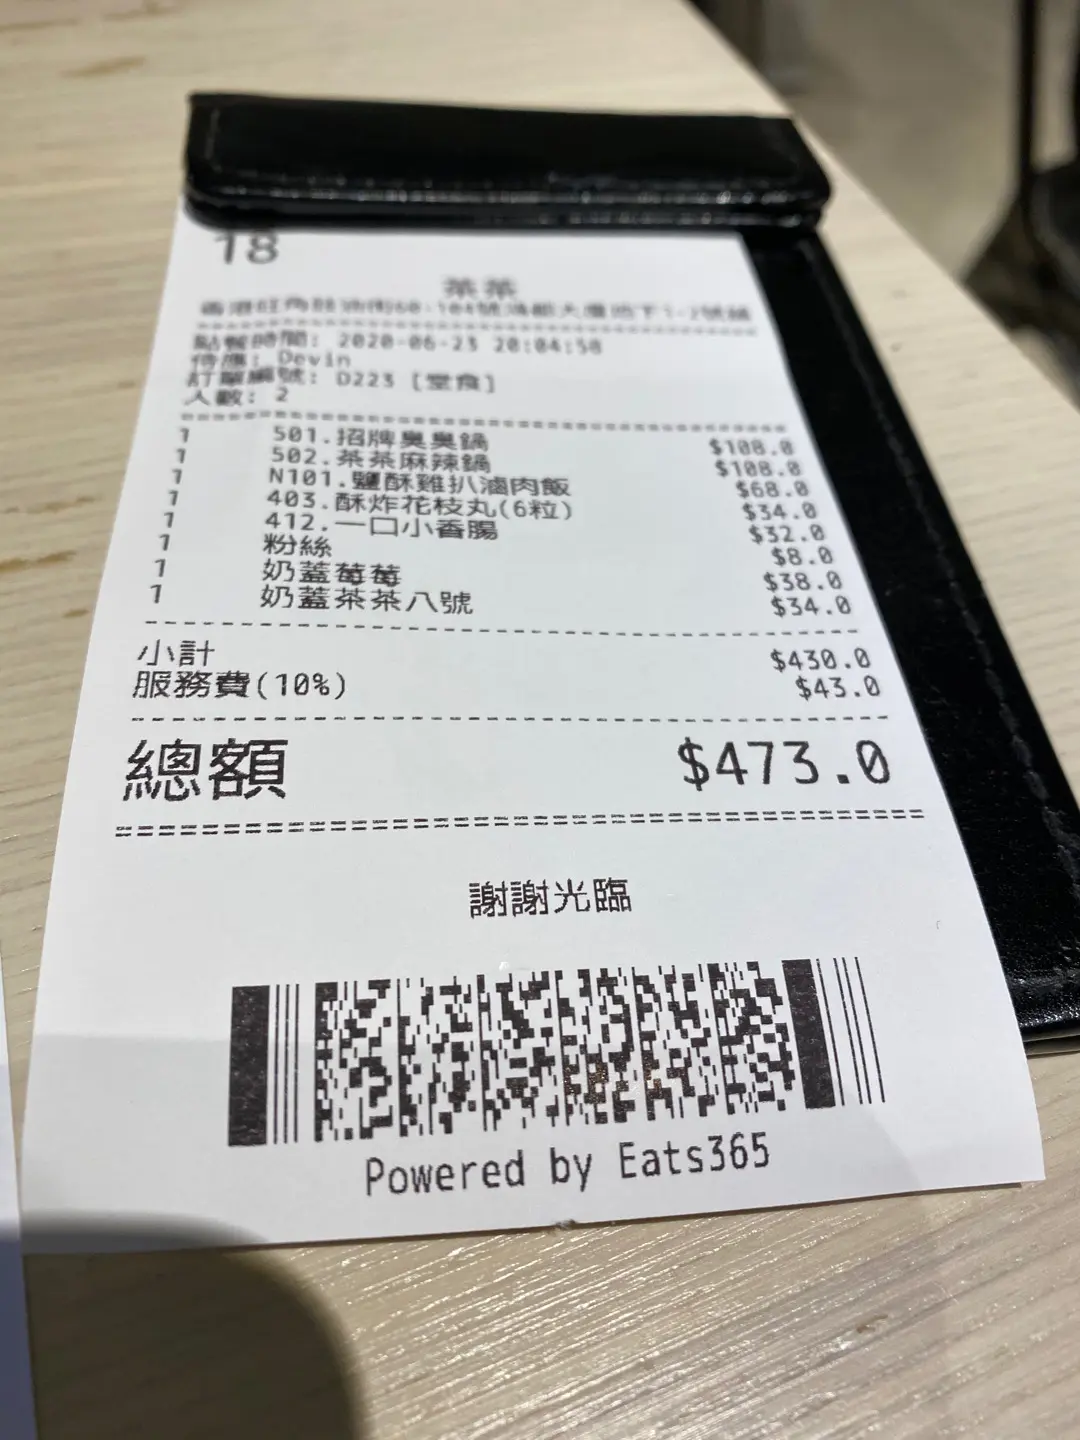 18
茶茶
點餐時間: 2020-06-23 20:04:58
侍應: Devin
訂單編號: D223 [堂食]
人數: 2
1 501.招牌臭臭鍋 $108.0
1 502.茶茶麻辣鍋 $108.0
1 N101.鹽酥雞扒滷肉飯 $68.0
1 403.酥炸花枝丸(6粒) $34.0
1 412.一口小香腸 $32.0
1 粉絲 $8.0
1 奶蓋莓莓 $38.0
1 奶蓋茶茶八號 $34.0
小計 $430.0
服務費(10%) $43.0
總額 $473.0
謝謝光臨
Powered by Eats365